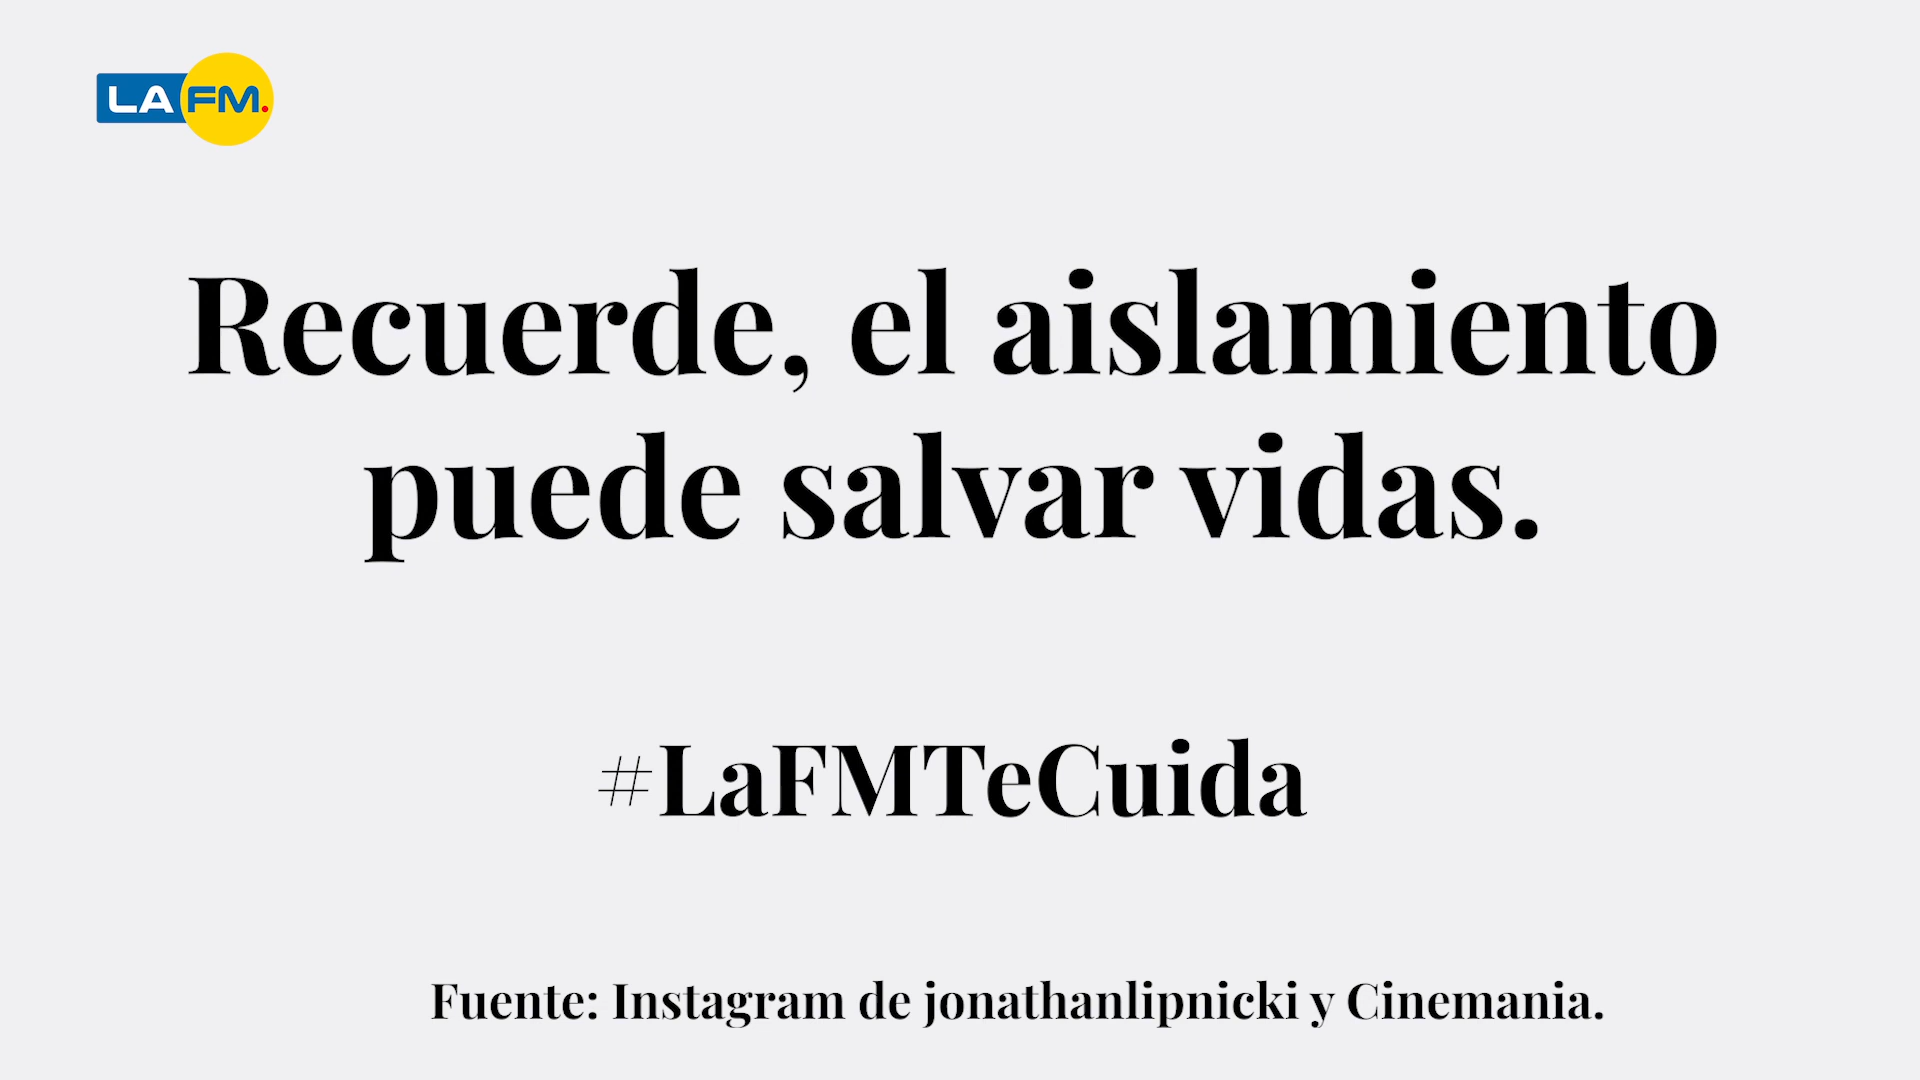 LA FM.
Recuerde, el aislamiento
puede salvar vidas.
#LaFMTeCuida
Fuente: Instagram de jonathanlipnicki y Cinemania.